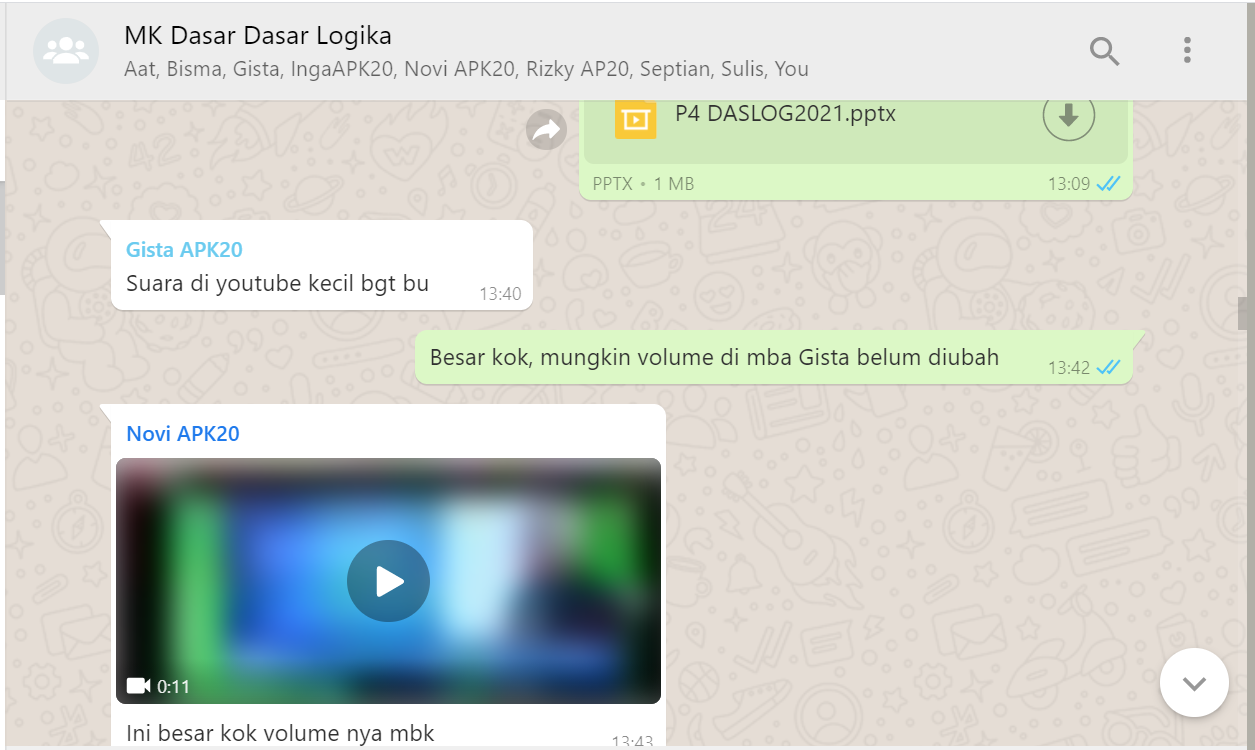 MK Dasar Dasar Logika
Aat, Bisma, Gista, IngaAPK20, Novi APK20, Rizky AP20, Septian, Sulis, You
P4 DASLOG2021.pptx
PPTX • 1 MB
13:09
Gista APK20
Suara di youtube kecil bgt bu
13:40
Besar kok, mungkin volume di mba Gista belum diubah
13:42
Novi APK20
0:11
Ini besar kok volume nya mbk
13:43